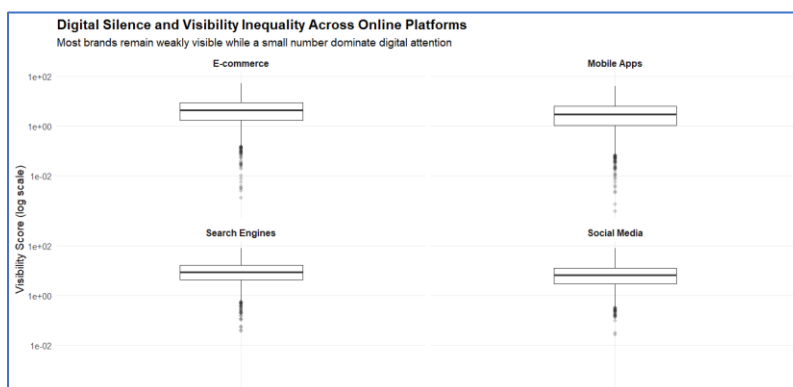 Digital Silence and Visibility Inequality Across Online Platforms
Most brands remain weakly visible while a small number dominate digital attention
E-commerce
Mobile Apps
1e+02
1e+00
1e-02
Search Engines
Social Media
Visibility Score (log scale)
1e+02
1e+00
1e-02